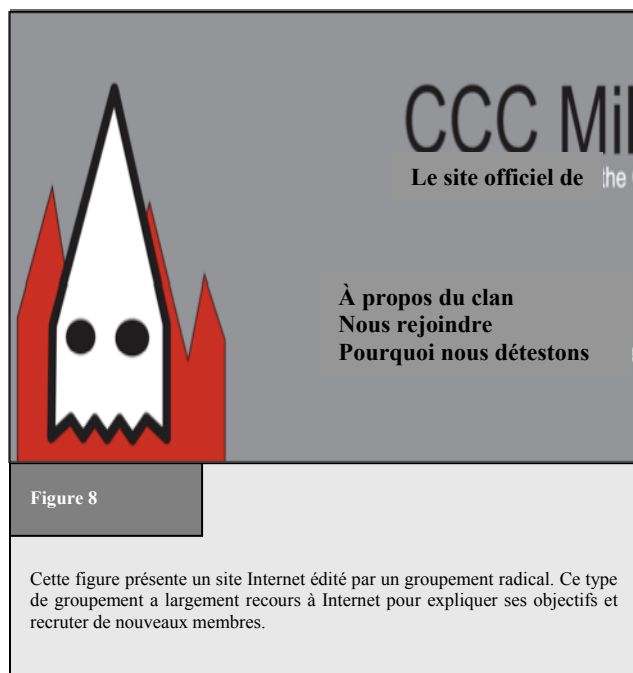 CCC
Le site officiel de the
À propos du clan
Nous rejoindre
Pourquoi nous détestons
Figure 8
Cette figure présente un site Internet édité par un groupement radical. Ce type
de groupement a largement recours à Internet pour expliquer ses objectifs et
recruter de nouveaux membres.